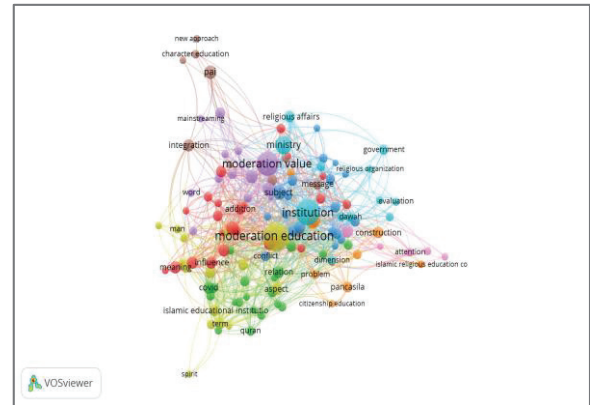 new approach
character education
pai
mainstreaming
religious affairs
integration
ministry
government
moderation value
religious organization
message
word
subject
evaluation
addition
institution
dawah
man
moderation education
construction
conflict
attention
meaning
influence
dimension
islamic religious education co
relation
problem
covid
aspect
pancasila
citizenship education
islamic educational institutio
term
quran
VOSviewer